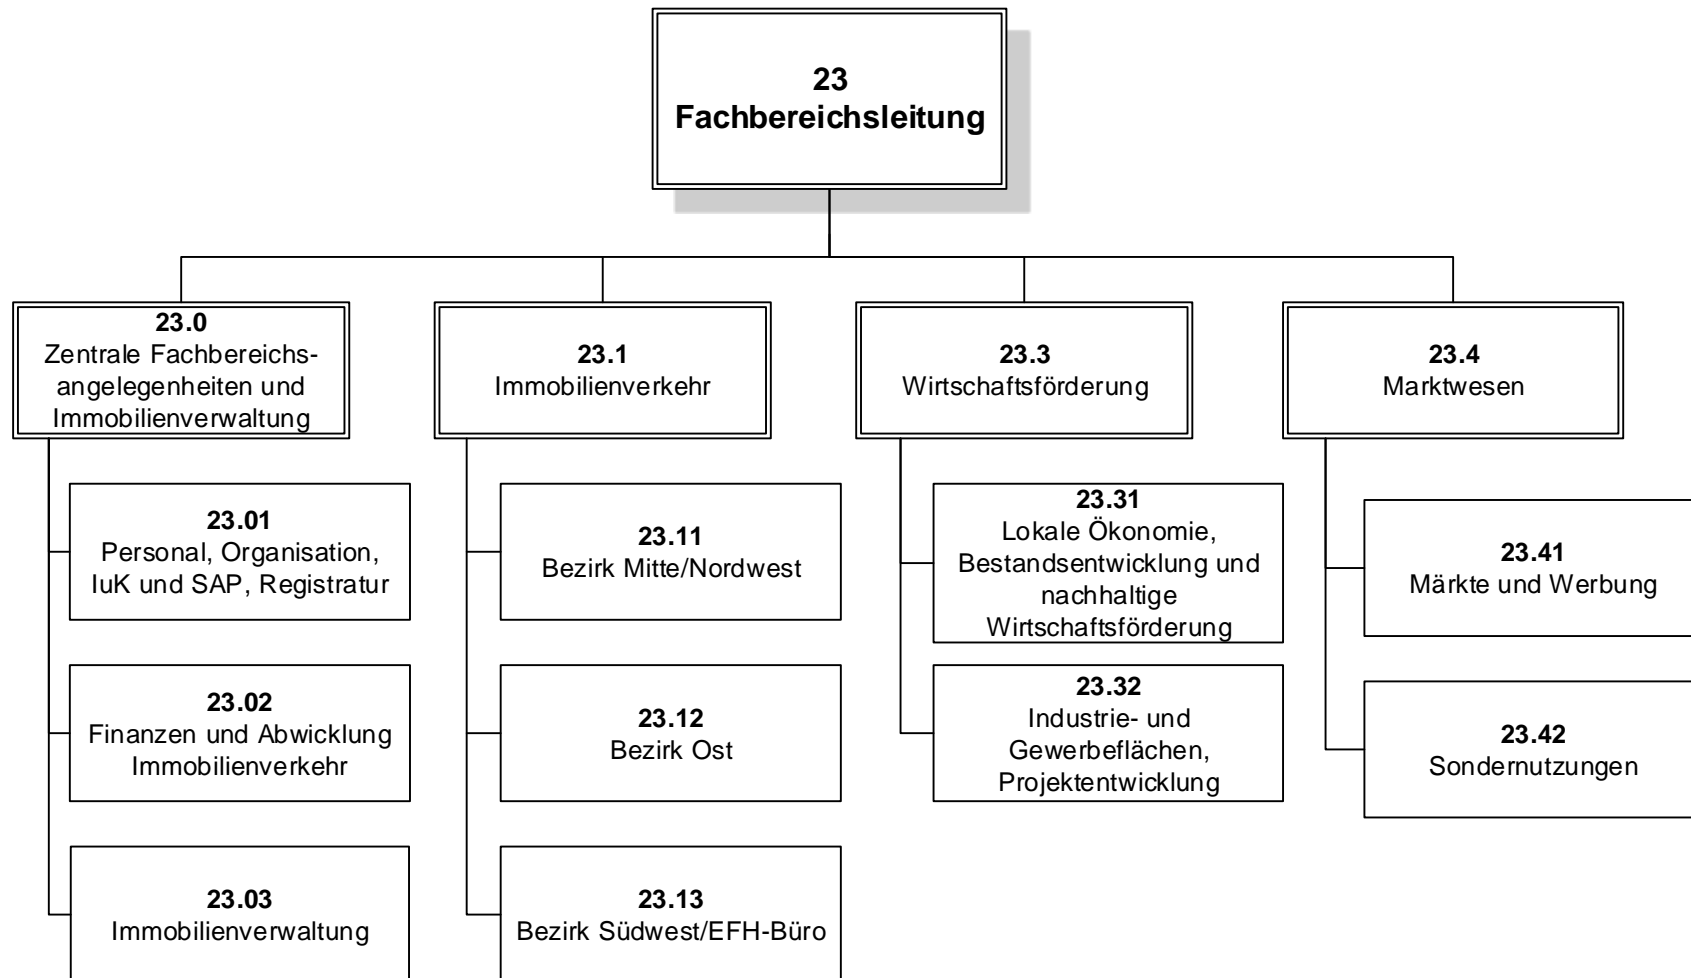 23
Fachbereichsleitung
23.0
Zentrale Fachbereichs-
angelegenheiten und
Immobilienverwaltung
23.01
Personal, Organisation,
IuK und SAP, Registratur
23.02
Finanzen und Abwicklung
Immobilienverkehr
23.03
Immobilienverwaltung
23.1
Immobilienverkehr
23.11
Bezirk Mitte/Nordwest
23.12
Bezirk Ost
23.13
Bezirk Südwest/EFH-Büro
23.3
Wirtschaftsförderung
23.31
Lokale Ökonomie,
Bestandsentwicklung und
nachhaltige
Wirtschaftsförderung
23.32
Industrie- und
Gewerbeflächen,
Projektentwicklung
23.4
Marktwesen
23.41
Märkte und Werbung
23.42
Sondernutzungen